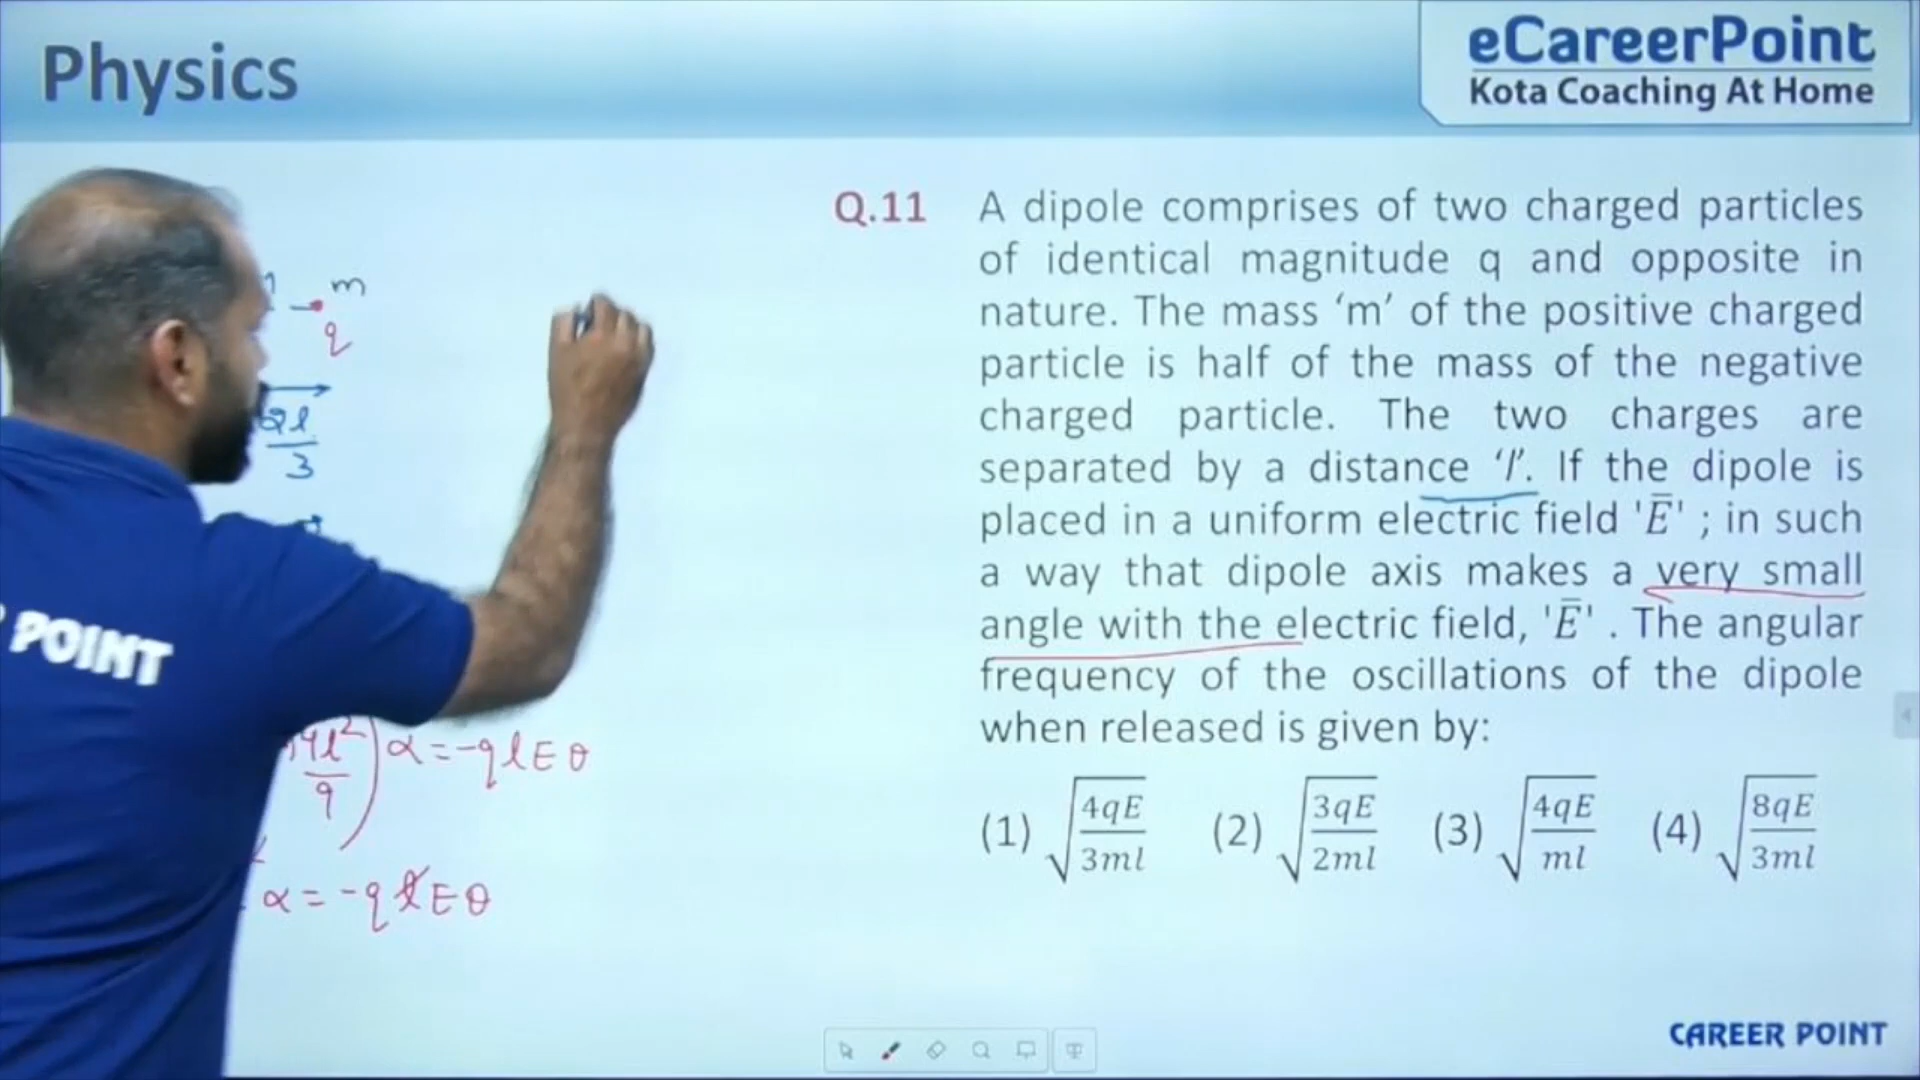 Physics
eCareerPoint
Kota Coaching At Home
Q.11 A dipole comprises of two charged particles
of identical magnitude q and opposite in
nature. The mass ‘m’ of the positive charged
particle is half of the mass of the negative
charged particle. The two charges are
separated by a distance ‘l’. If the dipole is
placed in a uniform electric field 'E̅' ; in such
a way that dipole axis makes a very small
angle with the electric field, 'E̅' . The angular
frequency of the oscillations of the dipole
when released is given by:
(1) √(4qE/3ml) (2) √(3qE/2ml) (3) √(4qE/ml) (4) √(8qE/3ml)
m
q
2l/3
4l²/9) α = -qlEθ
α = -qlEθ
POINT
CAREER POINT